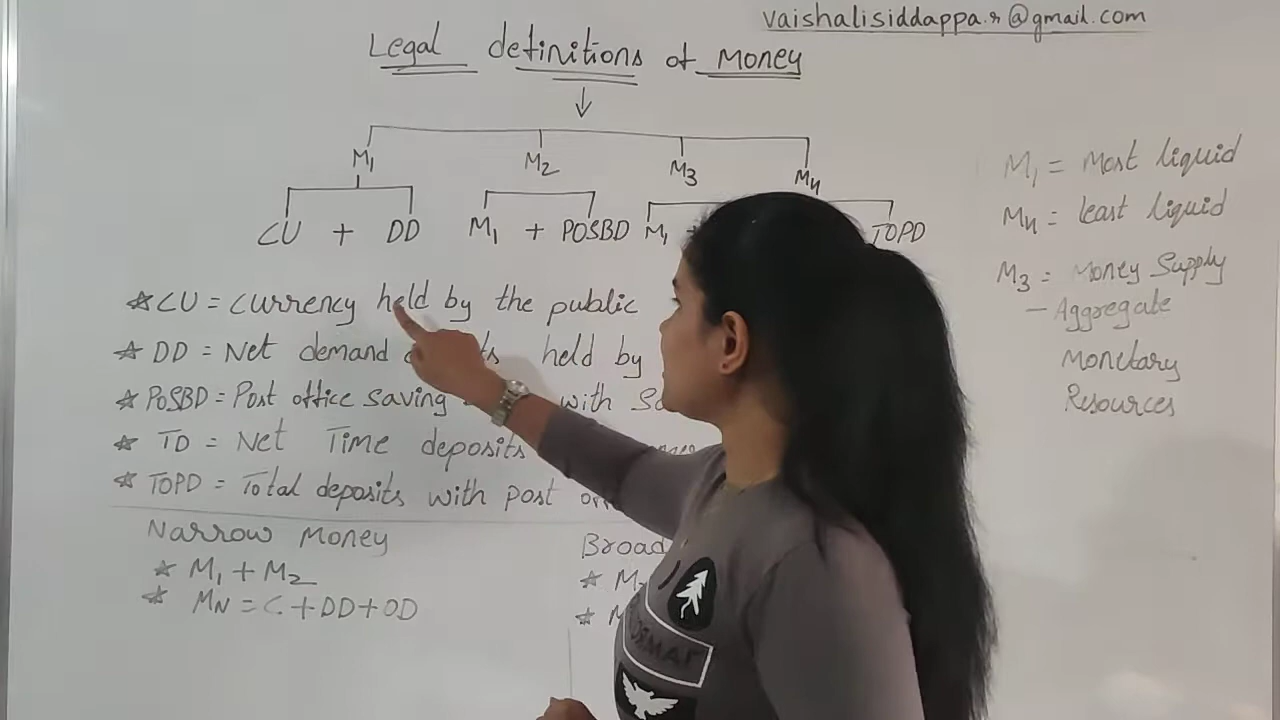 vaishalisiddappa.r@gmail.com
Legal definitions of Money
M1 M2 M3 M4
CU + DD M1 + POSBD M1 TOPD
M1 = Most liquid
M4 = least liquid
M3 = Money Supply
- Aggregate
Monetary
Resources
* CU = Currency held by the public
* DD = Net demand held by
* POSBD = Post office saving with
* TD = Net Time deposits
* TOPD = Total deposits with post
Narrow Money
* M1 + M2
* MN = C + DD + OD
Broad
* M
* M